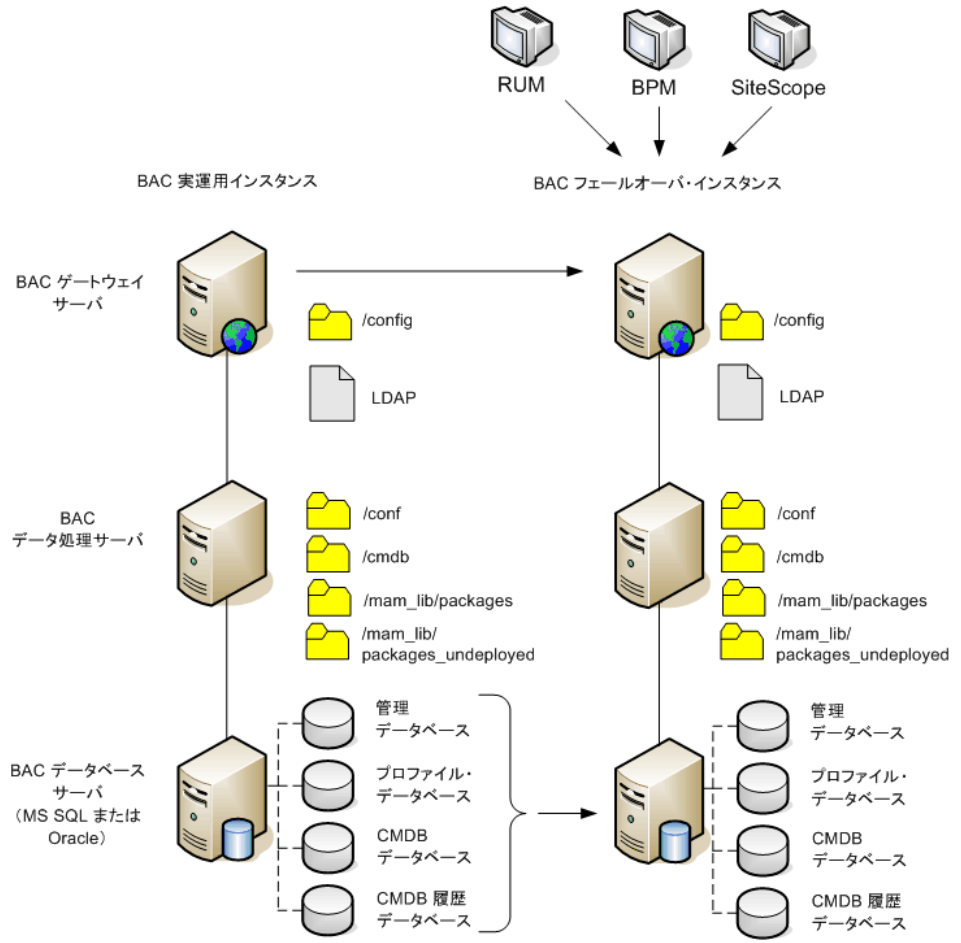 RUM
BPM
SiteScope
BAC 実運用インスタンス
BAC フェールオーバ・インスタンス
BAC ゲートウェイ
サーバ
/config
LDAP
/config
LDAP
BAC
データ処理サーバ
/conf
/cmdb
/mam_lib/packages
/mam_lib/
packages_undeployed
/conf
/cmdb
/mam_lib/packages
/mam_lib/
packages_undeployed
BAC データベース
サーバ
（MS SQL または
Oracle）
管理
データベース
プロファイル・
データベース
CMDB
データベース
CMDB 履歴
データベース
管理
データベース
プロファイル・
データベース
CMDB
データベース
CMDB 履歴
データベース